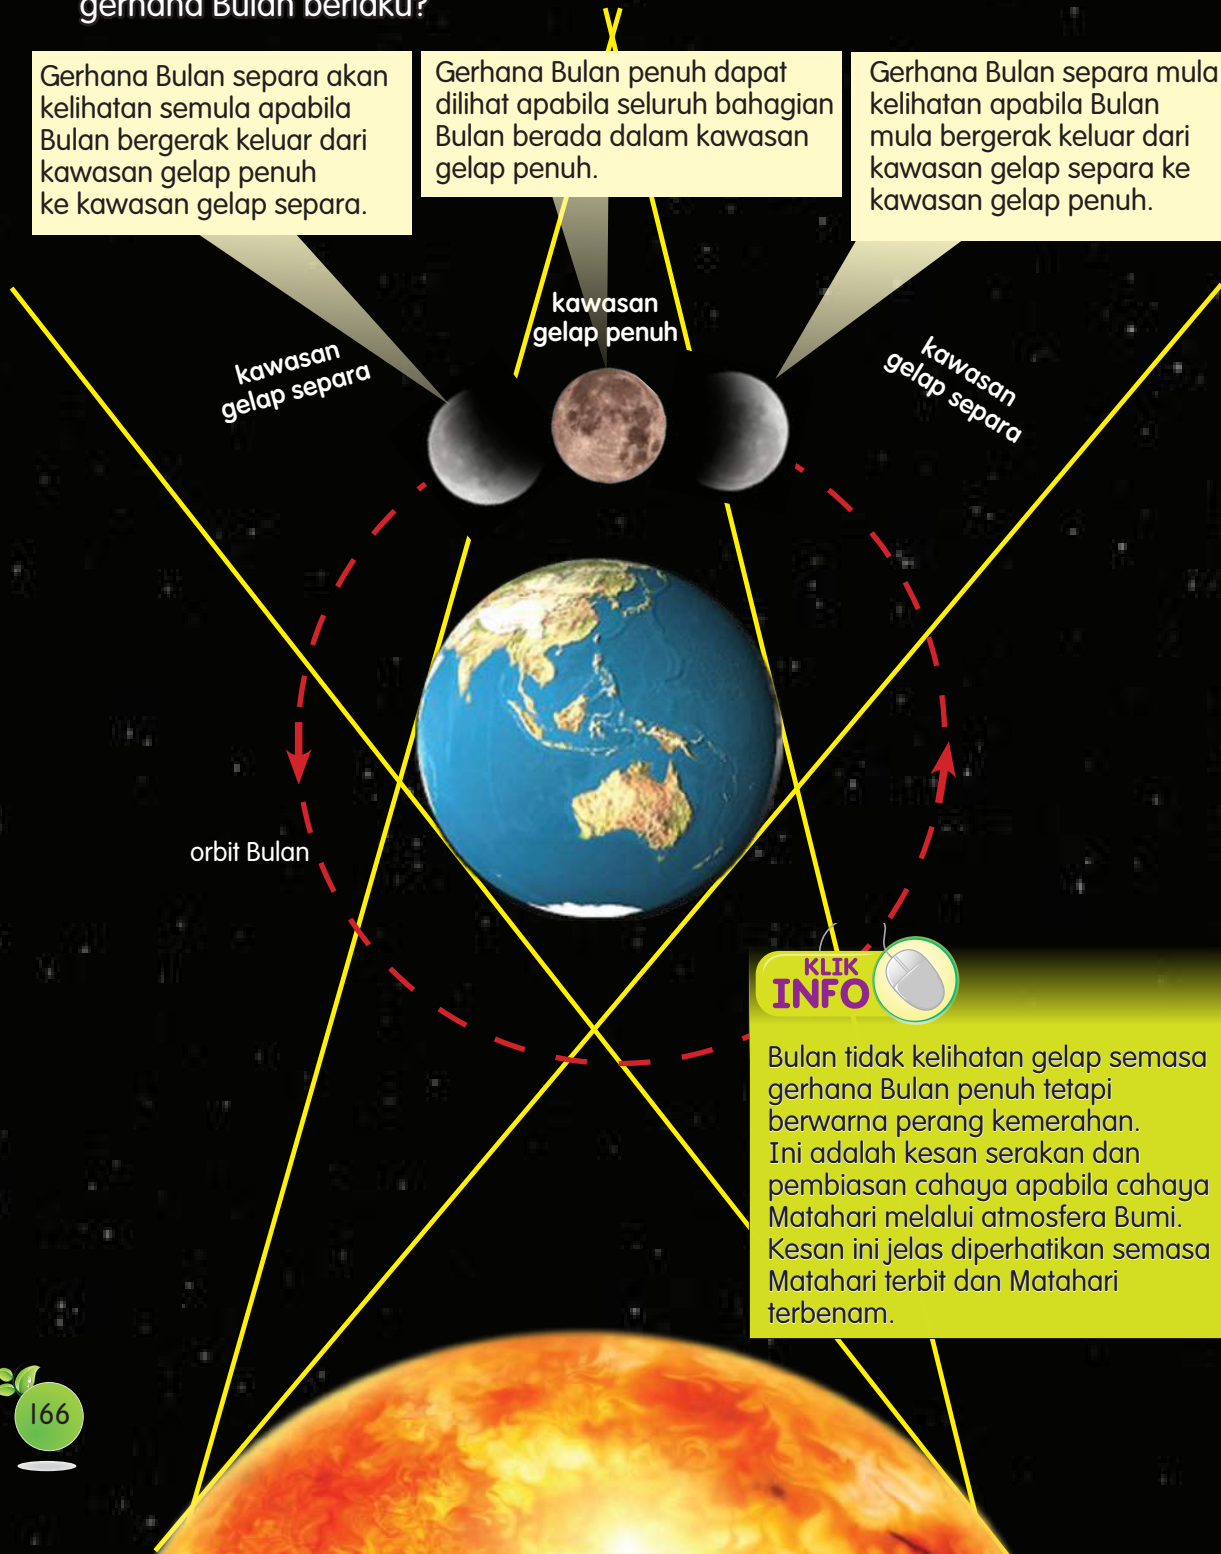 gerhana Bulan berlaku?
Gerhana Bulan separa akan
kelihatan semula apabila
Bulan bergerak keluar dari
kawasan gelap penuh
ke kawasan gelap separa.
Gerhana Bulan penuh dapat
dilihat apabila seluruh bahagian
Bulan berada dalam kawasan
gelap penuh.
Gerhana Bulan separa mula
kelihatan apabila Bulan
mula bergerak keluar dari
kawasan gelap separa ke
kawasan gelap penuh.
kawasan
gelap penuh
kawasan
gelap separa
kawasan
gelap separa
orbit Bulan
KLIK
INFO
Bulan tidak kelihatan gelap semasa
gerhana Bulan penuh tetapi
berwarna perang kemerahan.
Ini adalah kesan serakan dan
pembiasan cahaya apabila cahaya
Matahari melalui atmosfera Bumi.
Kesan ini jelas diperhatikan semasa
Matahari terbit dan Matahari
terbenam.
166